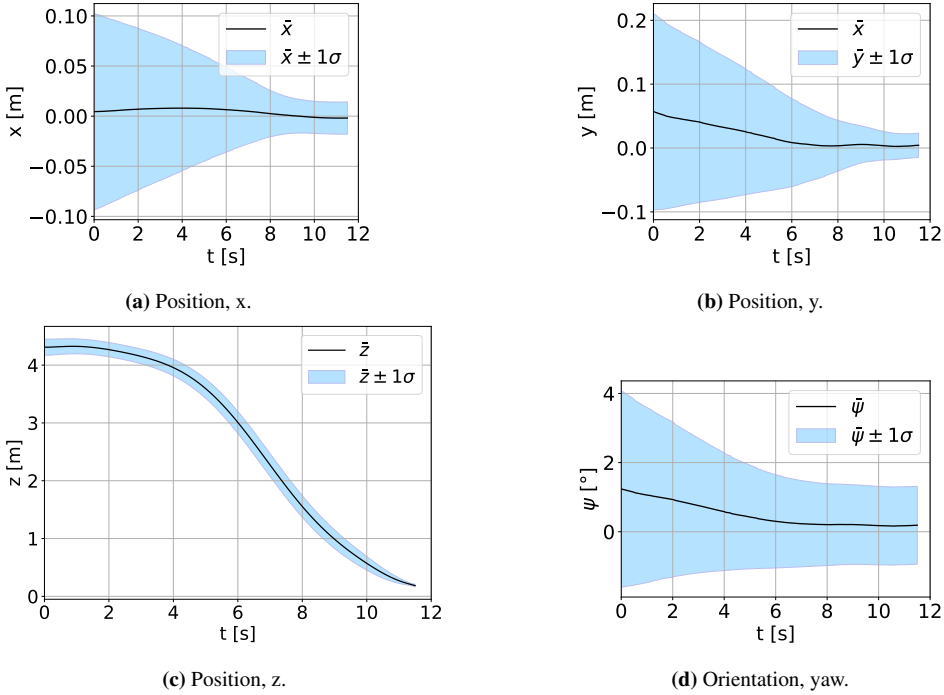 0.10
0.05
0.00
−0.05
−0.10
x [m]
x̄
x̄ ± 1σ
0 2 4 6 8 10 12
t [s]
(a) Position, x.
0.2
0.1
0.0
−0.1
y [m]
x̄
ȳ ± 1σ
0 2 4 6 8 10 12
t [s]
(b) Position, y.
4
3
2
1
0
z [m]
z̄
z̄ ± 1σ
0 2 4 6 8 10 12
t [s]
(c) Position, z.
4
2
0
ψ [°]
ψ̄
ψ̄ ± 1σ
0 2 4 6 8 10 12
t [s]
(d) Orientation, yaw.